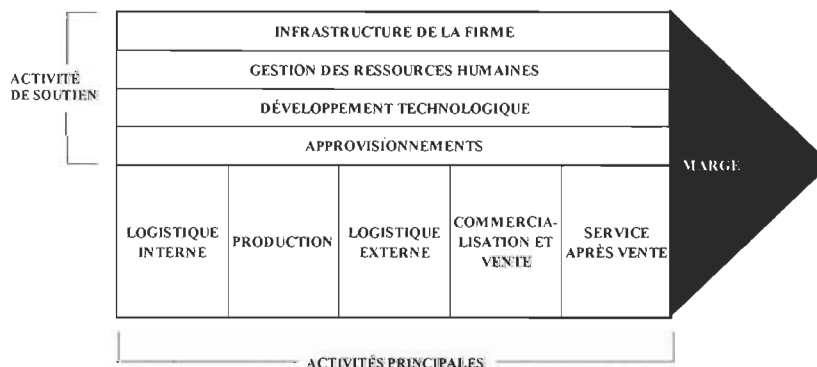 INFRASTRUCTURE DE LA FIRME
GESTION DES RESSOURCES HUMAINES
ACTIVITÉ
DE SOUTIEN
DÉVELOPPEMENT TECHNOLOGIQUE
APPROVISIONNEMENTS
MARGE
LOGISTIQUE
INTERNE
PRODUCTION
LOGISTIQUE
EXTERNE
COMMERCIA-
LISATION ET
VENTE
SERVICE
APRÈS VENTE
ACTIVITÉS PRINCIPALES